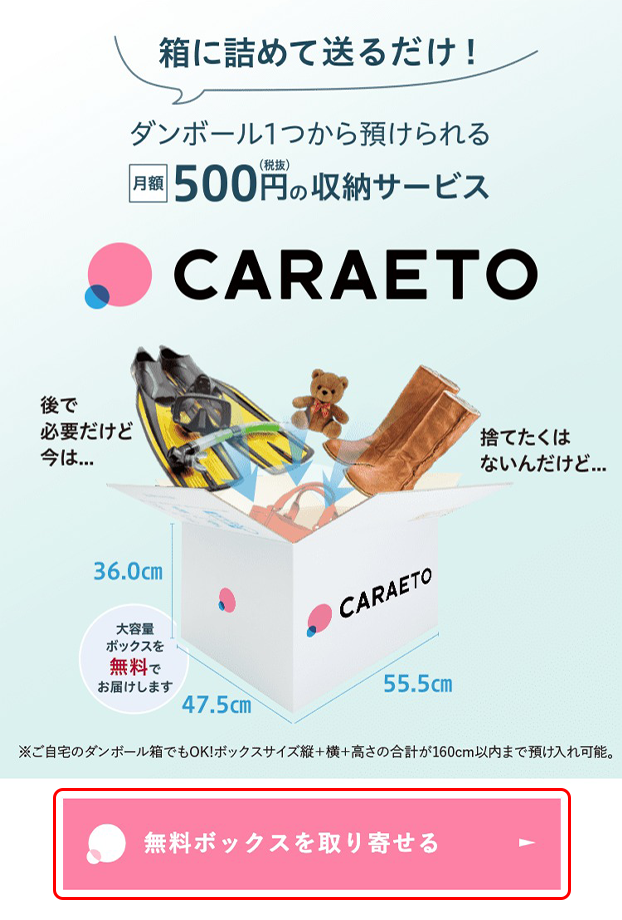 箱に詰めて送るだけ！
ダンボール1つから預けられる
月額500円(税抜)の収納サービス
CARAETO
後で
必要だけど
今は...
捨てたくは
ないんだけど...
36.0cm
CARAETO
大容量
ボックスを
無料で
お届けします
47.5cm
55.5cm
※ご自宅のダンボール箱でもOK!ボックスサイズ縦＋横＋高さの合計が160cm以内まで預け入れ可能。
無料ボックスを取り寄せる